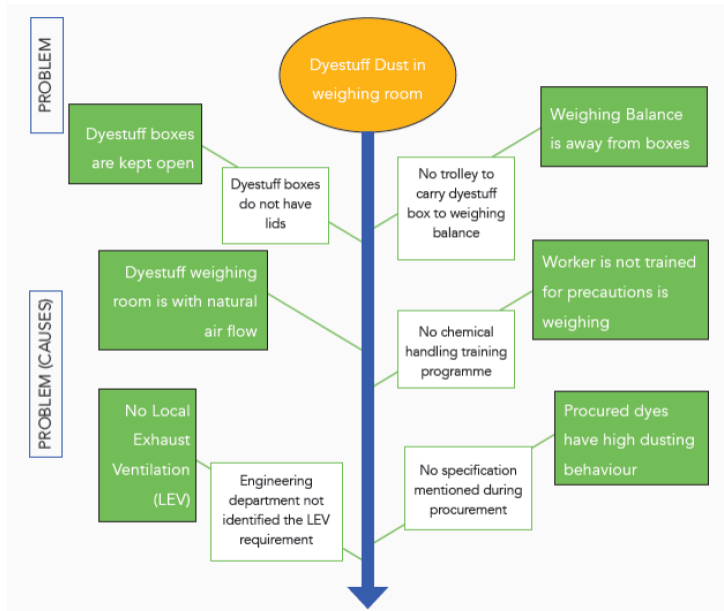 PROBLEM
Dyestuff Dust in
weighing room
Dyestuff boxes
are kept open
Dyestuff boxes
do not have
lids
Weighing Balance
is away from boxes
No trolley to
carry dyestuff
box to weighing
balance
PROBLEM (CAUSES)
Dyestuff weighing
room is with natural
air flow
Worker is not trained
for precautions is
weighing
No chemical
handling training
programme
No Local
Exhaust
Ventilation
(LEV)
Engineering
department not
identified the LEV
requirement
Procured dyes
have high dusting
behaviour
No specification
mentioned during
procurement